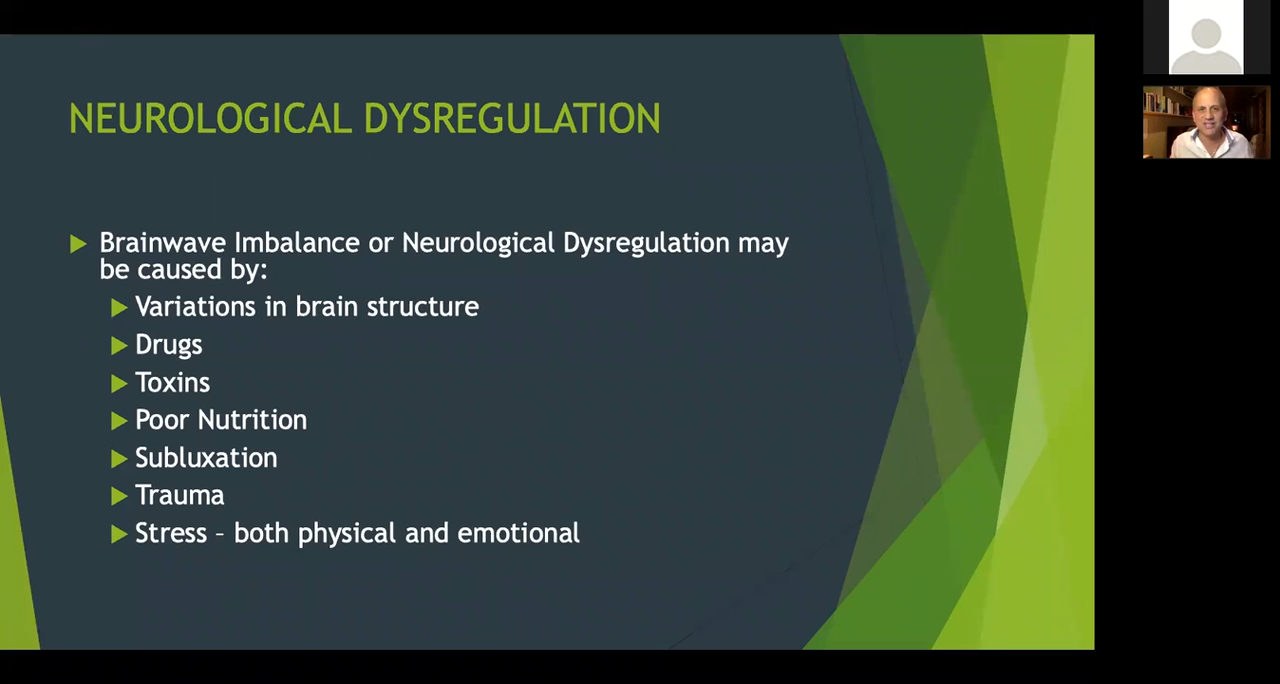 NEUROLOGICAL DYSREGULATION
Brainwave Imbalance or Neurological Dysregulation may
be caused by:
Variations in brain structure
Drugs
Toxins
Poor Nutrition
Subluxation
Trauma
Stress – both physical and emotional